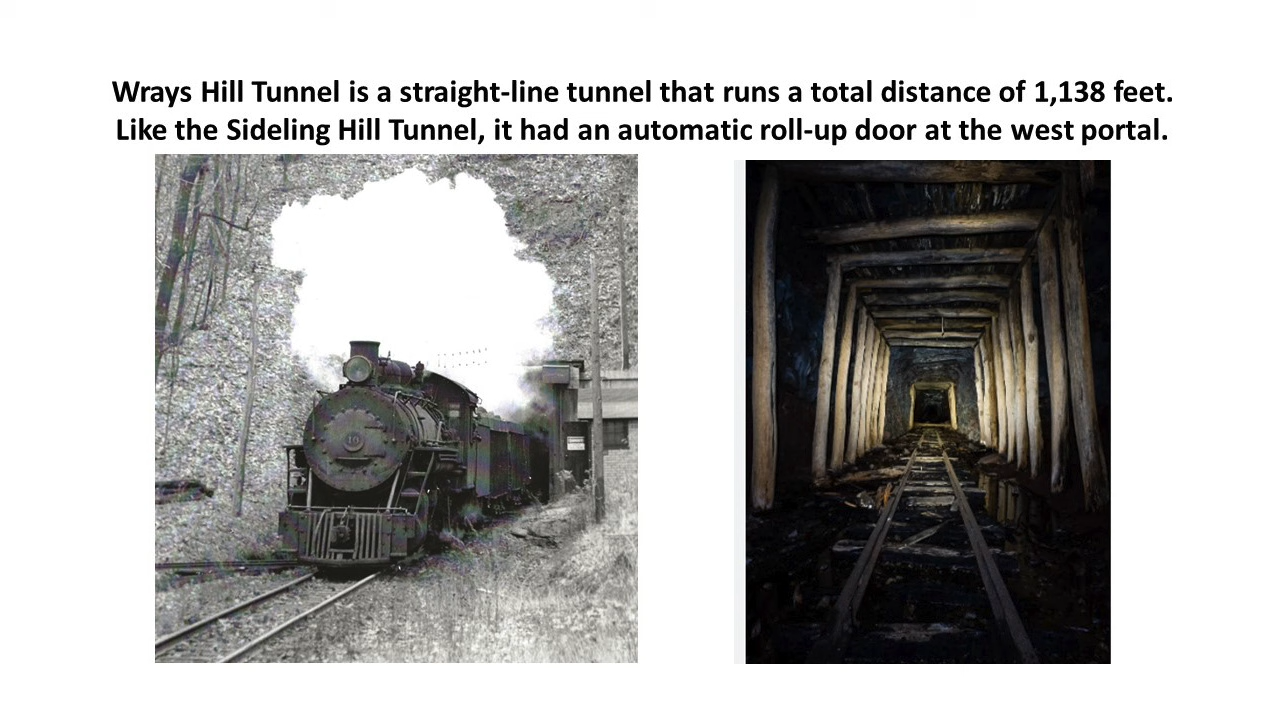 Wrays Hill Tunnel is a straight-line tunnel that runs a total distance of 1,138 feet.
Like the Sideling Hill Tunnel, it had an automatic roll-up door at the west portal.
16